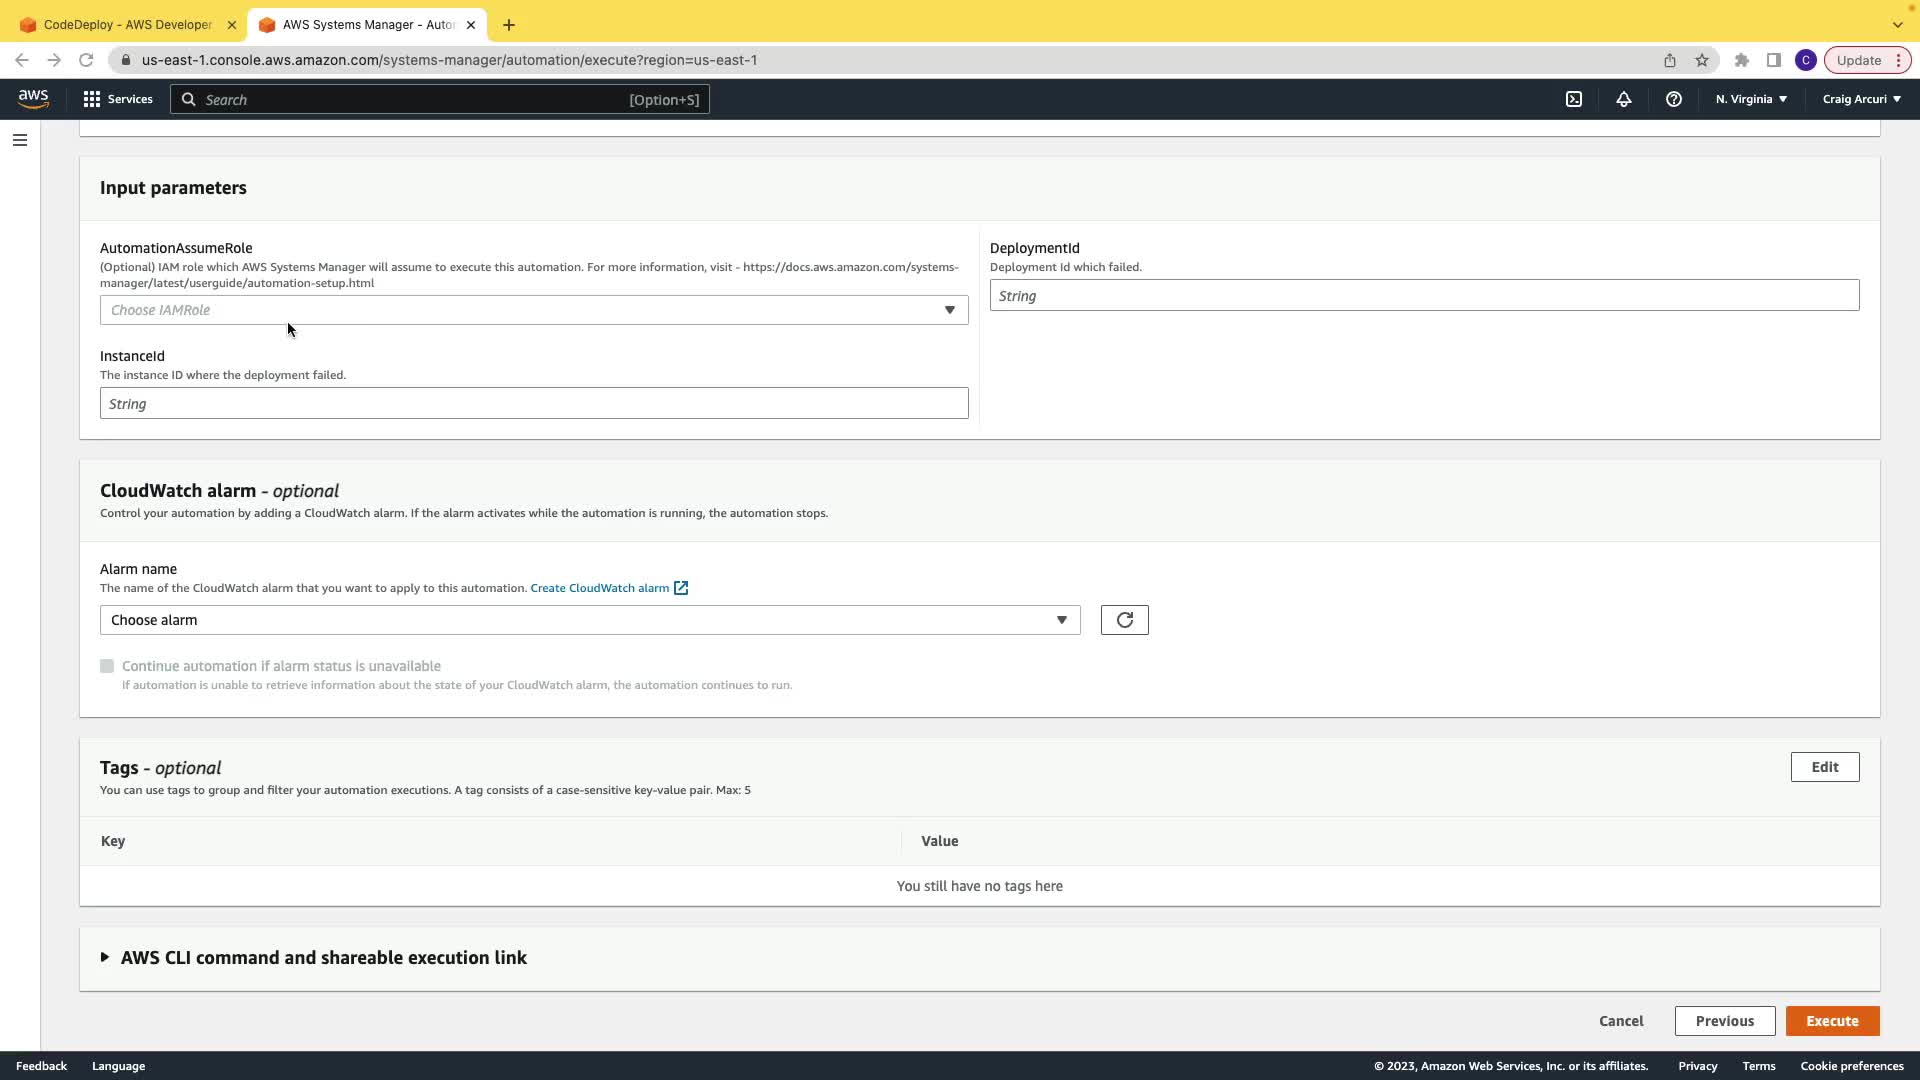 CodeDeploy - AWS Developer
AWS Systems Manager - Auto
us-east-1.console.aws.amazon.com/systems-manager/automation/execute?region=us-east-1
C
Update
aws
Services
Search
[Option+S]
N. Virginia
Craig Arcuri
Input parameters
AutomationAssumeRole
(Optional) IAM role which AWS Systems Manager will assume to execute this automation. For more information, visit - https://docs.aws.amazon.com/systems-
manager/latest/userguide/automation-setup.html
Choose IAMRole
DeploymentId
Deployment Id which failed.
String
InstanceId
The instance ID where the deployment failed.
String
CloudWatch alarm - optional
Control your automation by adding a CloudWatch alarm. If the alarm activates while the automation is running, the automation stops.
Alarm name
The name of the CloudWatch alarm that you want to apply to this automation. Create CloudWatch alarm
Choose alarm
Continue automation if alarm status is unavailable
If automation is unable to retrieve information about the state of your CloudWatch alarm, the automation continues to run.
Tags - optional
You can use tags to group and filter your automation executions. A tag consists of a case-sensitive key-value pair. Max: 5
Edit
Key
Value
You still have no tags here
AWS CLI command and shareable execution link
Cancel
Previous
Execute
Feedback
Language
© 2023, Amazon Web Services, Inc. or its affiliates.
Privacy
Terms
Cookie preferences